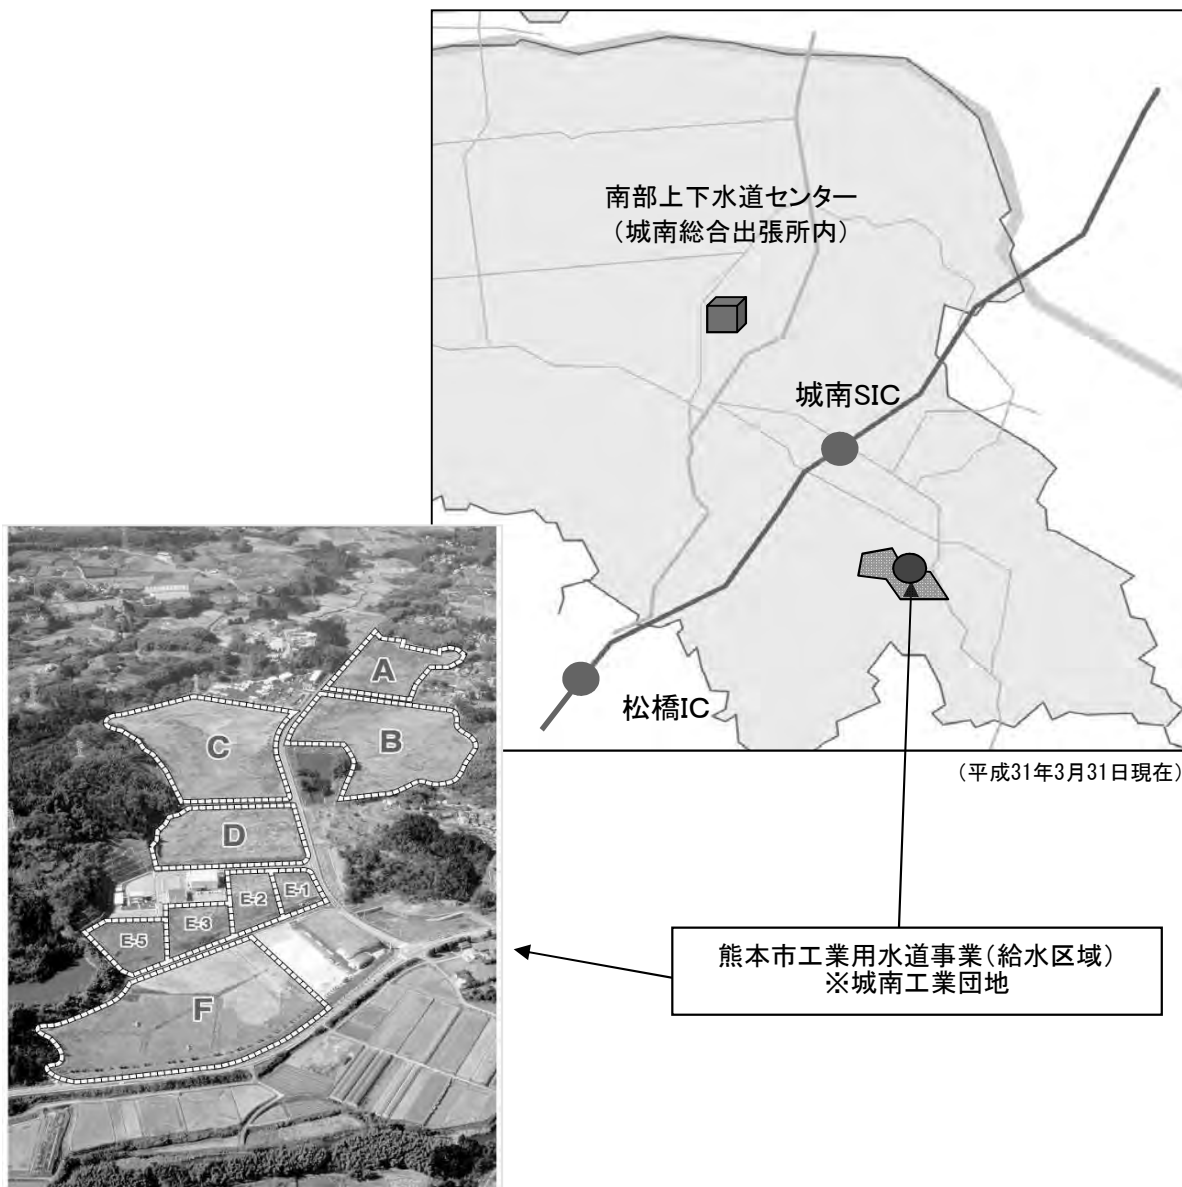 南部上下水道センター
（城南総合出張所内）
城南SIC
松橋IC
（平成31年3月31日現在）
A
B
C
D
E-1
E-2
E-3
E-5
F
熊本市工業用水道事業（給水区域）
※城南工業団地